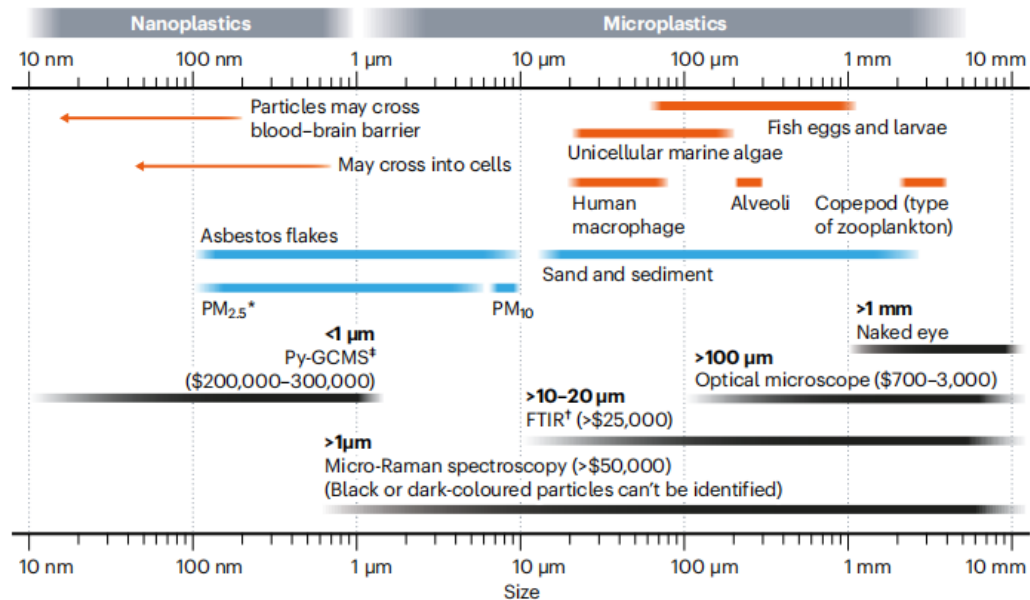 Nanoplastics
Microplastics
10 nm 100 nm 1 µm 10 µm 100 µm 1 mm 10 mm
Particles may cross
blood–brain barrier
May cross into cells
Fish eggs and larvae
Unicellular marine algae
Human
macrophage
Alveoli
Copepod (type
of zooplankton)
Asbestos flakes
Sand and sediment
PM2.5*
PM10
>1 mm
Naked eye
<1 µm
Py-GCMS‡
($200,000–300,000)
>100 µm
Optical microscope ($700–3,000)
>10–20 µm
FTIR† (>$25,000)
>1µm
Micro-Raman spectroscopy (>$50,000)
(Black or dark-coloured particles can’t be identified)
10 nm 100 nm 1 µm 10 µm 100 µm 1 mm 10 mm
Size